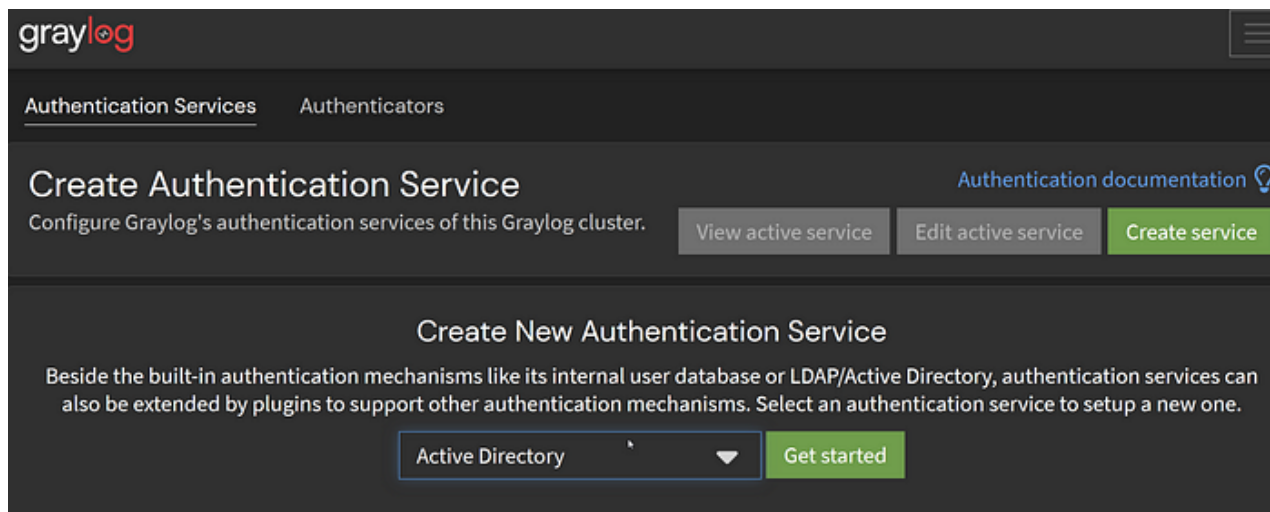 graylog
Authentication Services Authenticators
Create Authentication Service
Authentication documentation
Configure Graylog's authentication services of this Graylog cluster.
View active service Edit active service Create service
Create New Authentication Service
Beside the built-in authentication mechanisms like its internal user database or LDAP/Active Directory, authentication services can
also be extended by plugins to support other authentication mechanisms. Select an authentication service to setup a new one.
Active Directory Get started